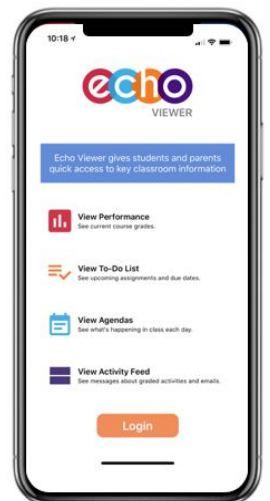 10:18
echo
VIEWER
Echo Viewer gives students and parents
quick access to key classroom information
View Performance
See current course grades.
View To-Do List
See upcoming assignments and due dates.
View Agendas
See what's happening in class each day.
View Activity Feed
See messages about graded activities and emails.
Login